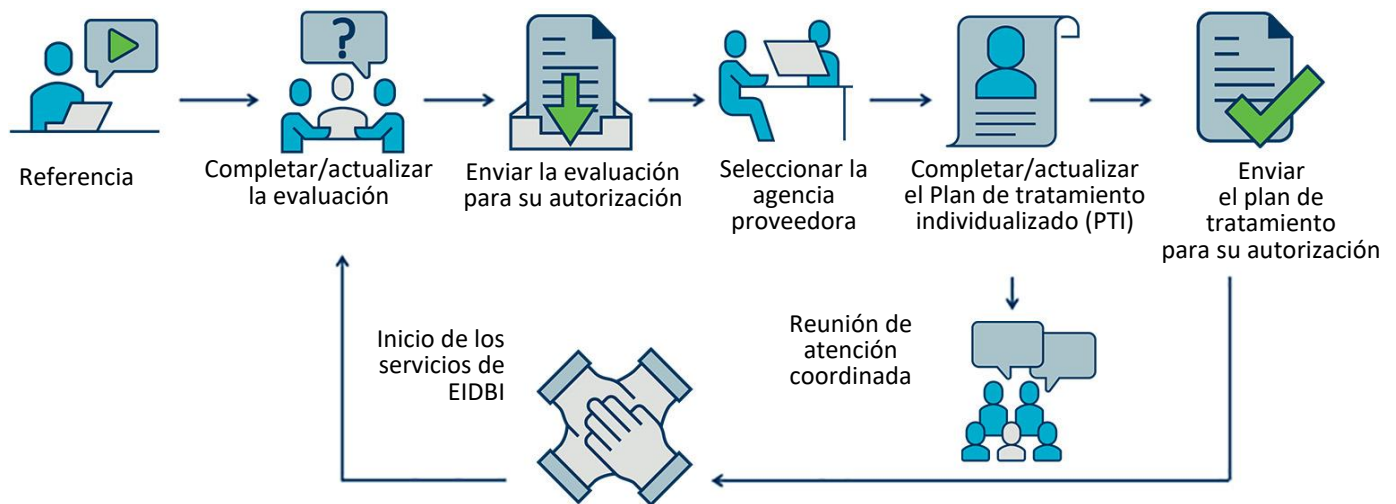 ?
Referencia
Completar/actualizar
la evaluación
Enviar la evaluación
para su autorización
Seleccionar la
agencia
proveedora
Completar/actualizar
el Plan de tratamiento
individualizado (PTI)
Enviar
el plan de
tratamiento
para su autorización
Inicio de los
servicios de
EIDBI
Reunión de
atención
coordinada